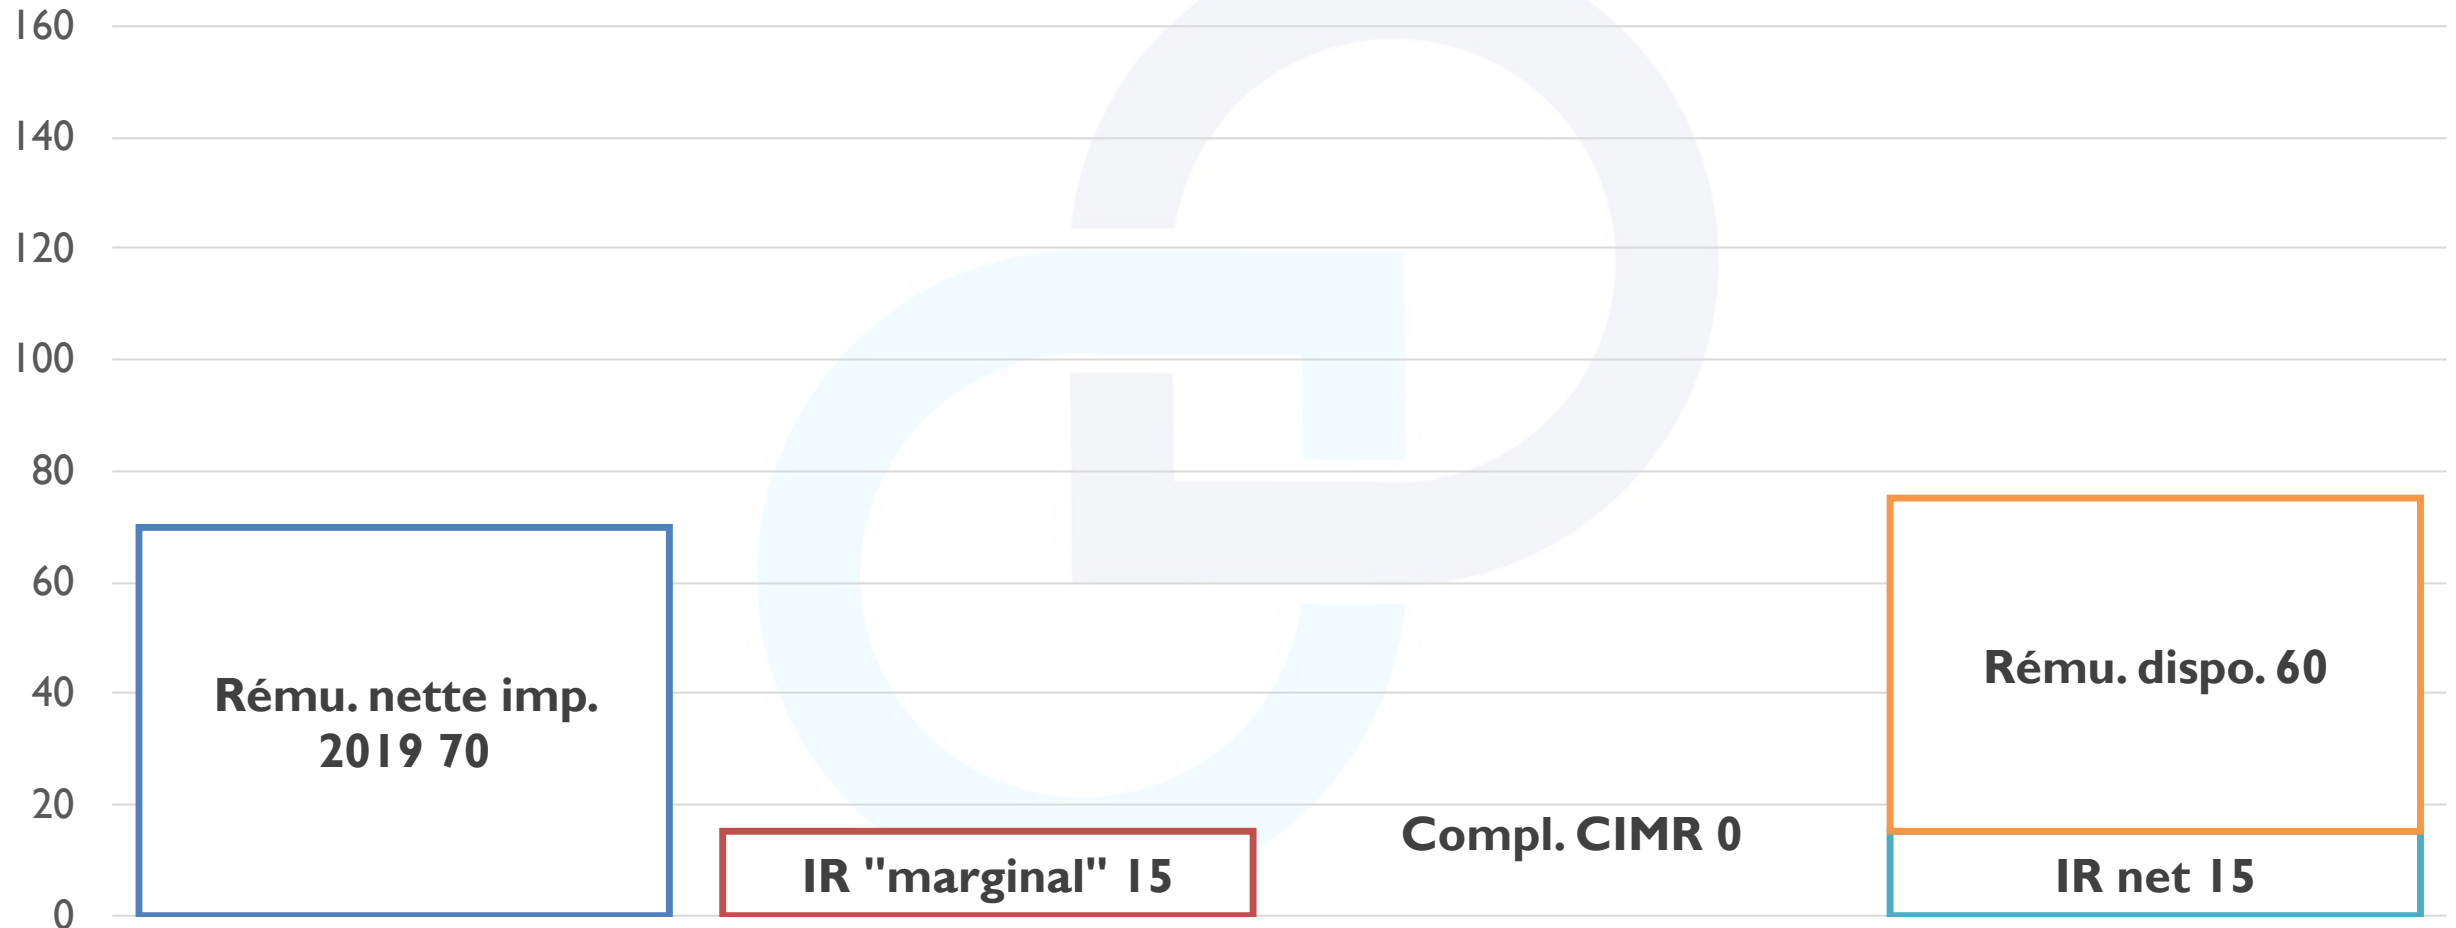 160
140
120
100
80
60
40
20
0
Rému. nette imp.
2019 70
IR "marginal" 15
Compl. CIMR 0
Rému. dispo. 60
IR net 15